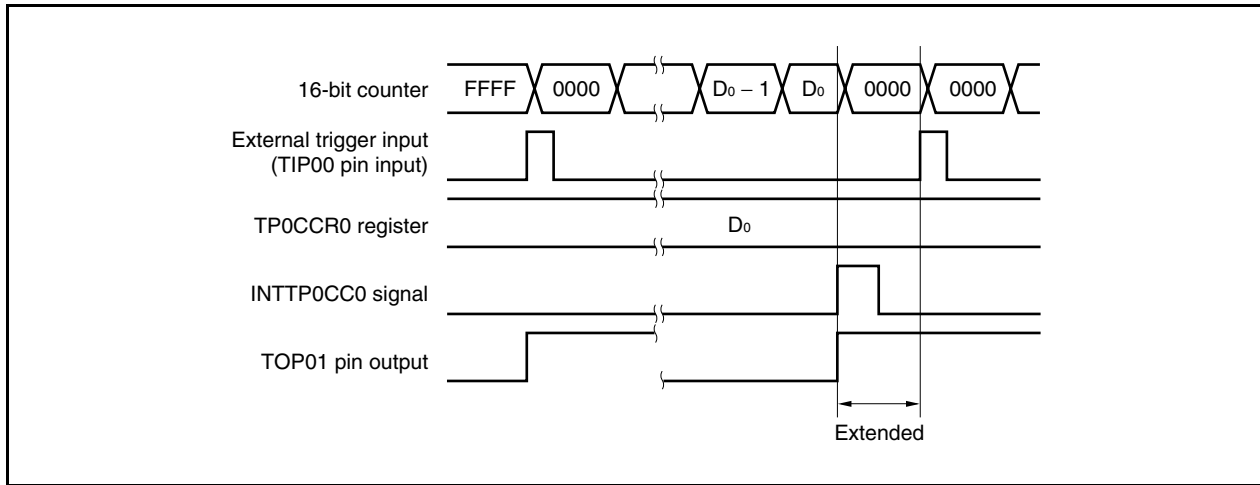 16-bit counter FFFF 0000 D0 − 1 D0 0000 0000
External trigger input
(TIP00 pin input)
TP0CCR0 register D0
INTTP0CC0 signal
TOP01 pin output
Extended